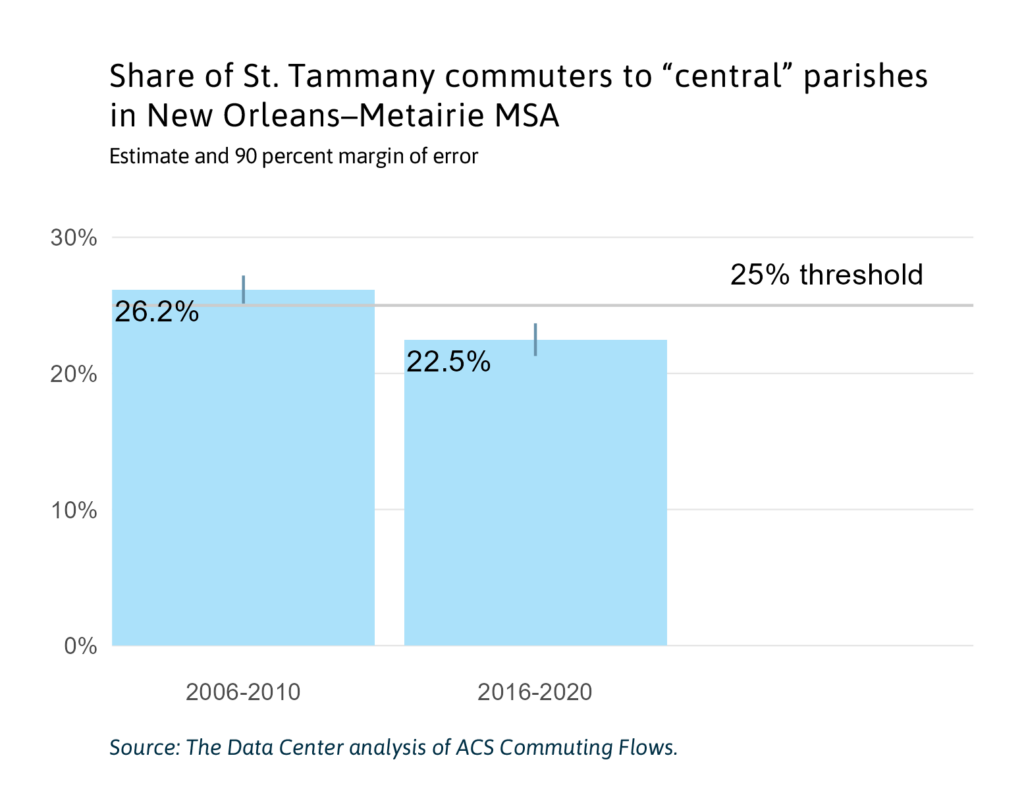 Share of St. Tammany commuters to “central” parishes
in New Orleans–Metairie MSA
Estimate and 90 percent margin of error
30%
25% threshold
26.2%
22.5%
20%
10%
0%
2006-2010
2016-2020
Source: The Data Center analysis of ACS Commuting Flows.